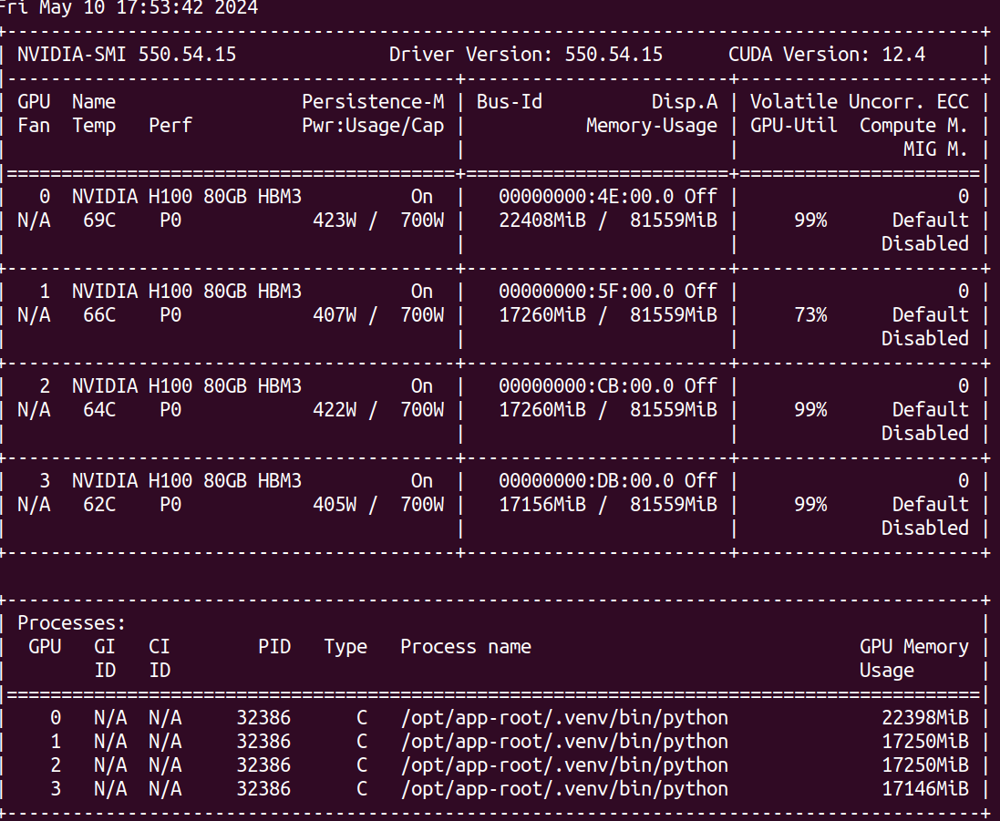 Fri May 10 17:53:42 2024
+-----------------------------------------------------------------------------------------+
| NVIDIA-SMI 550.54.15              Driver Version: 550.54.15      CUDA Version: 12.4     |
|-----------------------------------------+------------------------+----------------------+
| GPU  Name                 Persistence-M | Bus-Id          Disp.A | Volatile Uncorr. ECC |
| Fan  Temp   Perf          Pwr:Usage/Cap |           Memory-Usage | GPU-Util  Compute M. |
|                                         |                        |               MIG M. |
|=========================================+========================+======================|
|   0  NVIDIA H100 80GB HBM3          On  |   00000000:4E:00.0 Off |                    0 |
| N/A   69C    P0            423W /  700W |   22408MiB /  81559MiB |     99%      Default |
|                                         |                        |             Disabled |
+-----------------------------------------+------------------------+----------------------+
|   1  NVIDIA H100 80GB HBM3          On  |   00000000:5F:00.0 Off |                    0 |
| N/A   66C    P0            407W /  700W |   17260MiB /  81559MiB |     73%      Default |
|                                         |                        |             Disabled |
+-----------------------------------------+------------------------+----------------------+
|   2  NVIDIA H100 80GB HBM3          On  |   00000000:CB:00.0 Off |                    0 |
| N/A   64C    P0            422W /  700W |   17260MiB /  81559MiB |     99%      Default |
|                                         |                        |             Disabled |
+-----------------------------------------+------------------------+----------------------+
|   3  NVIDIA H100 80GB HBM3          On  |   00000000:DB:00.0 Off |                    0 |
| N/A   62C    P0            405W /  700W |   17156MiB /  81559MiB |     99%      Default |
|                                         |                        |             Disabled |
+-----------------------------------------+------------------------+----------------------+
+-----------------------------------------------------------------------------------------+
| Processes:                                                                              |
|  GPU   GI   CI        PID   Type   Process name                              GPU Memory |
|        ID   ID                                                               Usage      |
|=========================================================================================|
|    0   N/A  N/A     32386      C   /opt/app-root/.venv/bin/python              22398MiB |
|    1   N/A  N/A     32386      C   /opt/app-root/.venv/bin/python              17250MiB |
|    2   N/A  N/A     32386      C   /opt/app-root/.venv/bin/python              17250MiB |
|    3   N/A  N/A     32386      C   /opt/app-root/.venv/bin/python              17146MiB |
+-----------------------------------------------------------------------------------------+